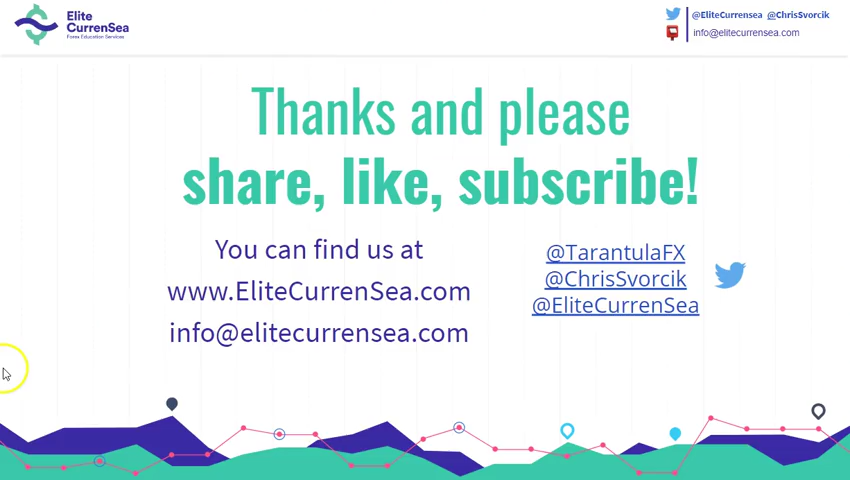 Elite
CurrenSea
Forex Education Services
@EliteCurrensea @ChrisSvorcik
info@elitecurrensea.com
Thanks and please
share, like, subscribe!
You can find us at
www.EliteCurrenSea.com
info@elitecurrensea.com
@TarantulaFX
@ChrisSvorcik
@EliteCurrenSea